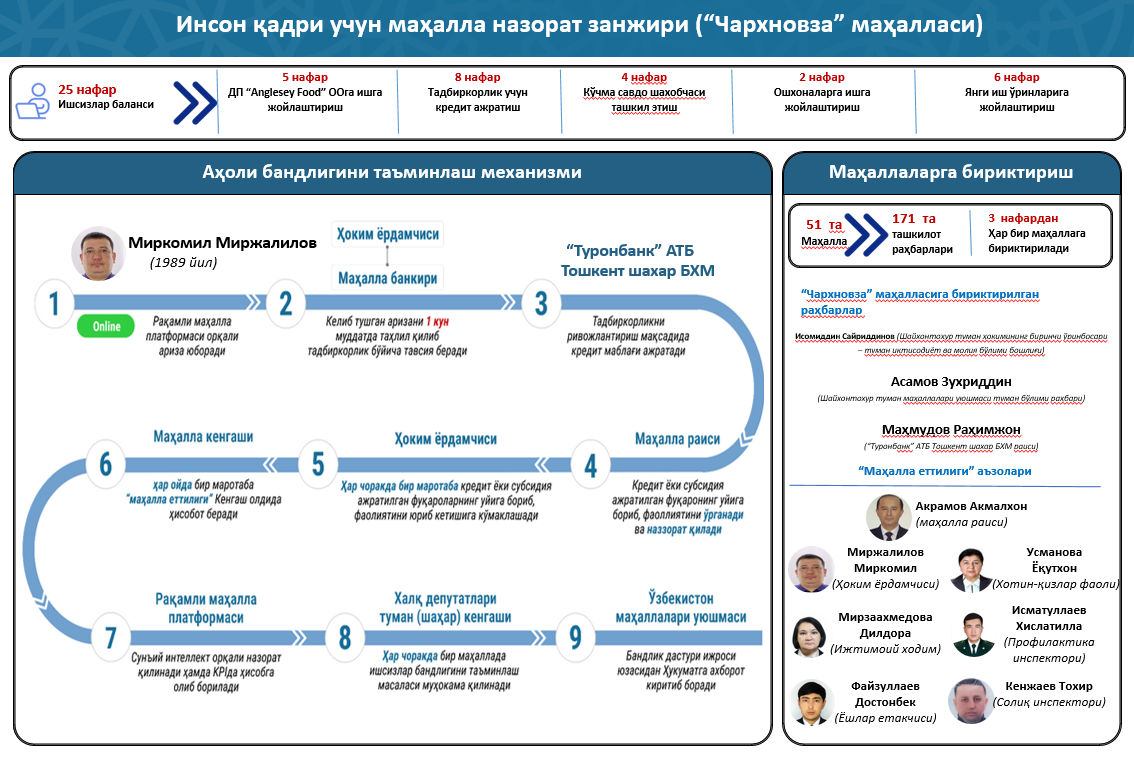 Инсон қадри учун маҳалла назорат занжири (“Чархновза” маҳалласи)
25 нафар
Ишсизлар баланси
5 нафар
ДП “Anglesey Food” ООга ишга
жойлаштириш
8 нафар
Тадбиркорлик учун
кредит ажратиш
4 нафар
Кўчма савдо шахобчаси
ташкил этиш
2 нафар
Ошхоналарга ишга
жойлаштириш
6 нафар
Янги иш ўринларига
жойлаштириш
Аҳоли бандлигини таъминлаш механизми
Миркомил Миржалилов
(1989 йил)
1
Online
Рақамли маҳалла
платформаси орқали
ариза юборади
Ҳоким ёрдамчиси
Маҳалла банкири
2
Келиб тушган аризани 1 кун
муддатда таҳлил қилиб
тадбиркорлик бўйича тавсия беради
“Туронбанк” АТБ
Тошкент шахар БХМ
3
Тадбиркорликни
ривожлантириш мақсадида
кредит маблағи ажратади
Маҳалла раиси
4
Кредит ёки субсидия
ажратилган фуқаронинг уйига
бориб, фаоллиятини ўрганади
ва наззорат қилади
Ҳоким ёрдамчиси
5
Ҳар чоракда бир маротаба кредит ёки субсидия
ажратилган фуқароларнинг уйига бориб,
фаолиятини юриб кетишига кўмаклашади
Маҳалла кенгаши
6
ҳар ойда бир маротаба
"маҳалла еттилиги" Кенгаш олдида
ҳисобот беради
Рақамли маҳалла
платформаси
7
Сунъий интеллект орқали назорат
қилинади ҳамда KPIда ҳисобга
олиб борилади
Халқ депутатлари
туман (шаҳар) кенгаши
8
Ҳар чоракда бир маҳаллада
ишсизлар бандлигини таъминлаш
масаласи муҳокама қилинади
Ўзбекистон
маҳаллалари уюшмаси
9
Бандлик дастури ижроси
юзасидан Ҳукуматга ахборот
киритиб боради
Маҳаллаларга бириктириш
51 та
Маҳалла
171 та
ташкилот
раҳбарлари
3 нафардан
Ҳар бир маҳаллага
бириктирилади
“Чархновза” маҳалласига бириктирилган
раҳбарлар
Исомиддин Сайриддинов (Шайхонтохур туман хокимининг биринчи ўринбосари
– туман иқтисодиёт ва молия бўлими бошлиғи)
Асамов Зухриддин
(Шайхонтохур туман махаллалари уюшмаси туман бўлими рахбари)
Маҳмудов Раҳимжон
(“Туронбанк” АТБ Тошкент шахар БХМ раиси)
“Маҳалла еттилиги” аъзолари
Акрамов Акмалхон
(маҳалла раиси)
Миржалилов
Миркомил
(Ҳоким ёрдамчиси)
Усманова
Ёқутхон
(Хотин-қизлар фаоли)
Мирзаахмедова
Дилдора
(Ижтимоий ходим)
Исматуллаев
Хислатилла
(Профилактика
инспектори)
Файзуллаев
Достонбек
(Ёшлар етакчиси)
Кенжаев Тохир
(Солиқ инспектори)